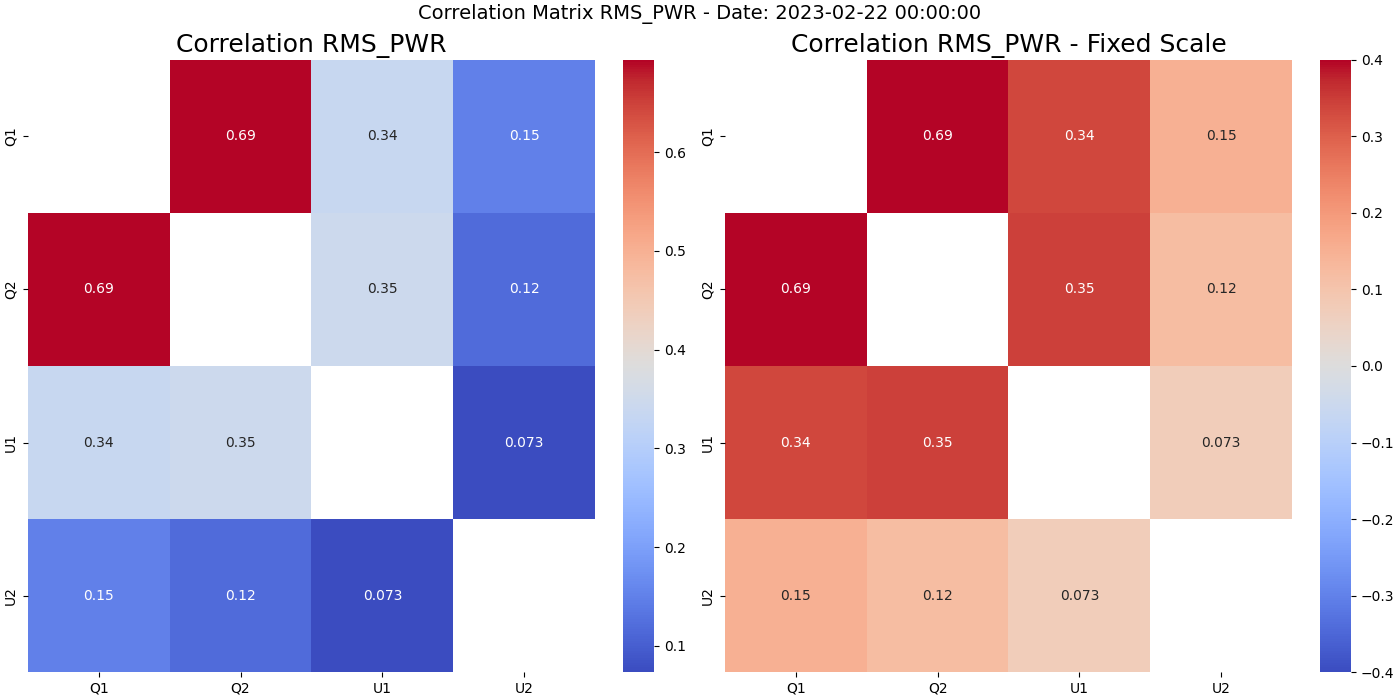 Correlation Matrix RMS_PWR - Date: 2023-02-22 00:00:00
Correlation RMS_PWR
Q1
0.69
0.34
0.15
Q2
0.69
0.35
0.12
U1
0.34
0.35
0.073
U2
0.15
0.12
0.073
Q1
Q2
U1
U2
0.6
0.5
0.4
0.3
0.2
0.1
Correlation RMS_PWR - Fixed Scale
Q1
0.69
0.34
0.15
Q2
0.69
0.35
0.12
U1
0.34
0.35
0.073
U2
0.15
0.12
0.073
Q1
Q2
U1
U2
0.4
0.3
0.2
0.1
0.0
−0.1
−0.2
−0.3
−0.4